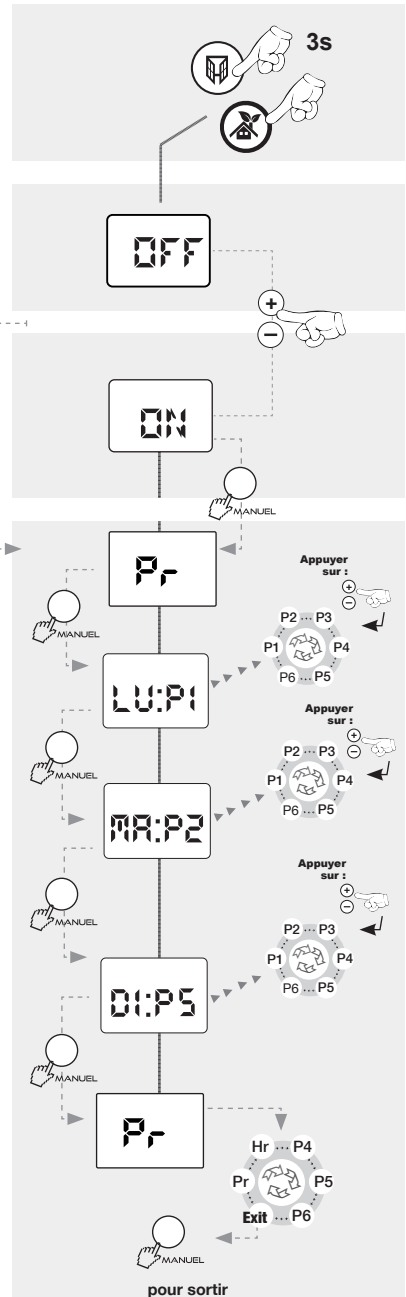 3s
OFF
+
−
ON
MANUEL
Pr
Appuyer
sur :
+
−
MANUEL
P2 ... P3
P1 P4
P6 ... P5
LU:P1
Appuyer
sur :
+
−
MANUEL
P2 ... P3
P1 P4
P6 ... P5
MA:P2
Appuyer
sur :
+
−
MANUEL
P2 ... P3
P1 P4
P6 ... P5
DI:P5
MANUEL
Pr
Hr ... P4
Pr P5
Exit ... P6
MANUEL
pour sortir